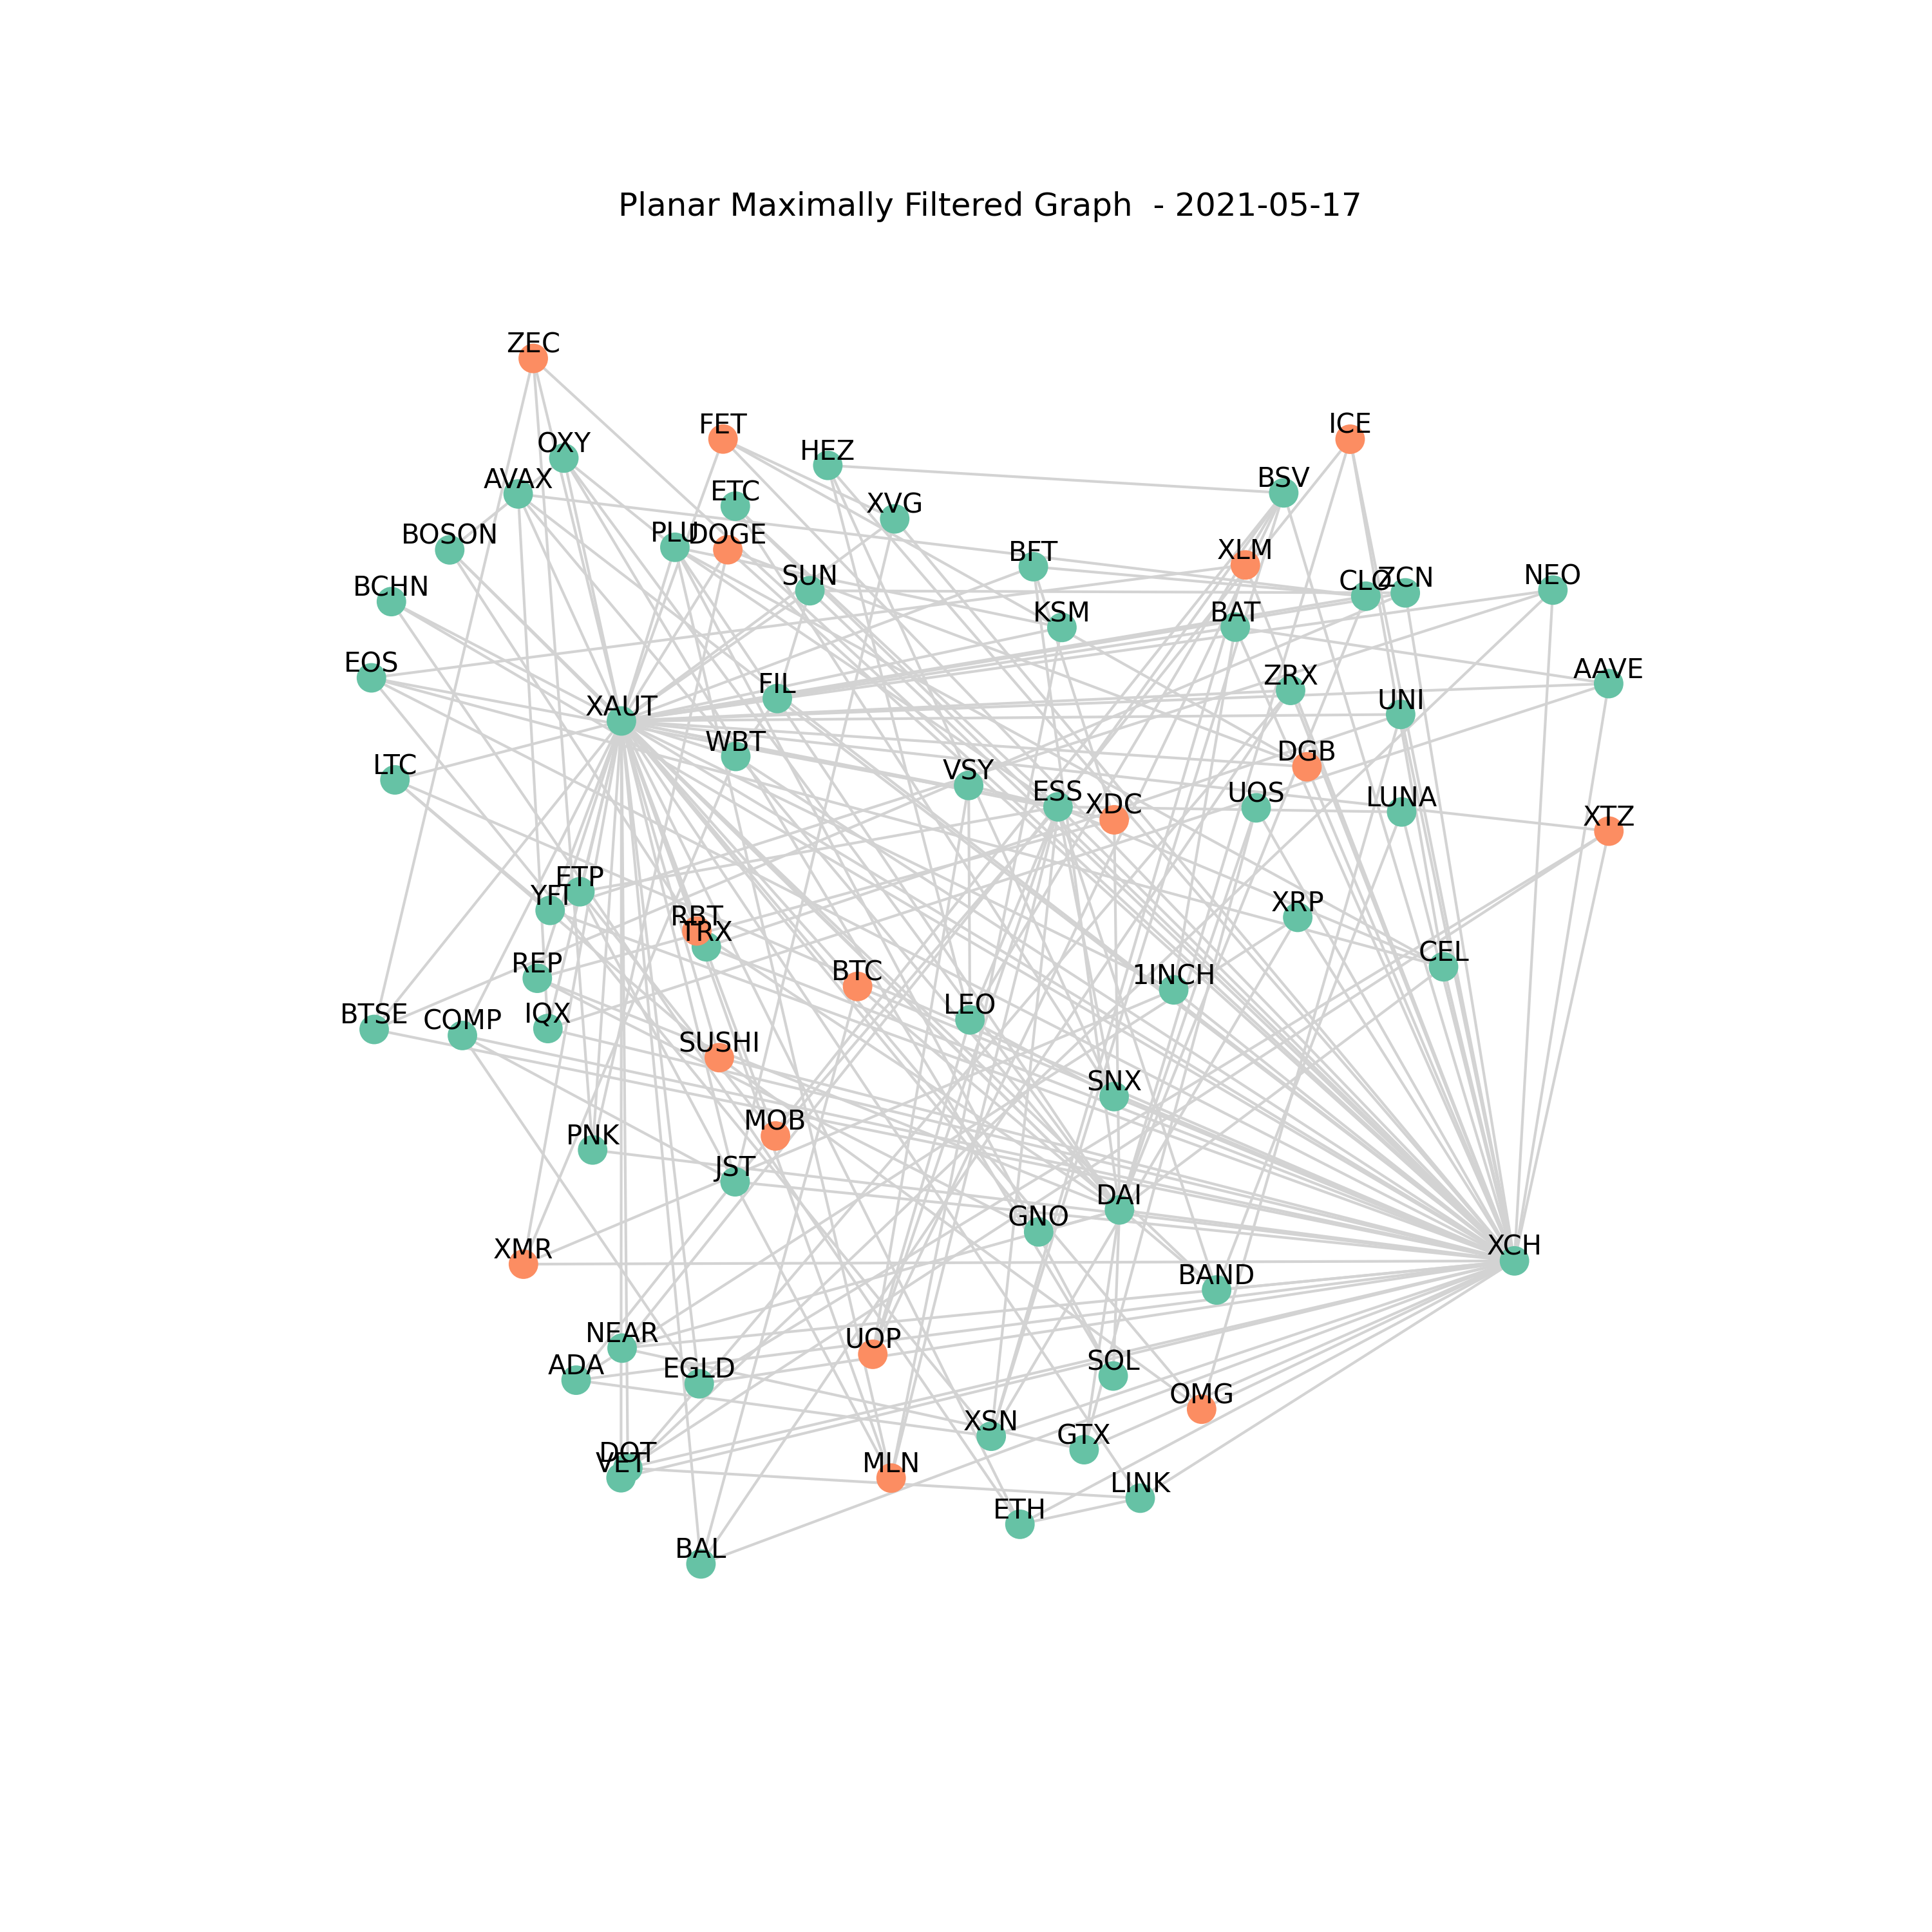 Planar Maximally Filtered Graph - 2021-05-17
ZEC
FET
ICE
OXY
HEZ
AVAX
ETC
BSV
XVG
BOSON
PLU
DOGE
BFT
XLM
BCHN
SUN
CLO
ZCN
NEO
KSM
BAT
EOS
FIL
ZRX
AAVE
XAUT
UNI
WBT
DGB
LTC
VSY
ESS
XDC
UOS
LUNA
XTZ
FTP
YFI
RBT
TRX
XRP
REP
BTC
1INCH
CEL
BTSE
COMP
IQX
LEO
SUSHI
SNX
PNK
MOB
JST
DAI
GNO
XMR
XCH
BAND
NEAR
UOP
ADA
EGLD
SOL
OMG
DOT
VET
XSN
GTX
MLN
LINK
ETH
BAL